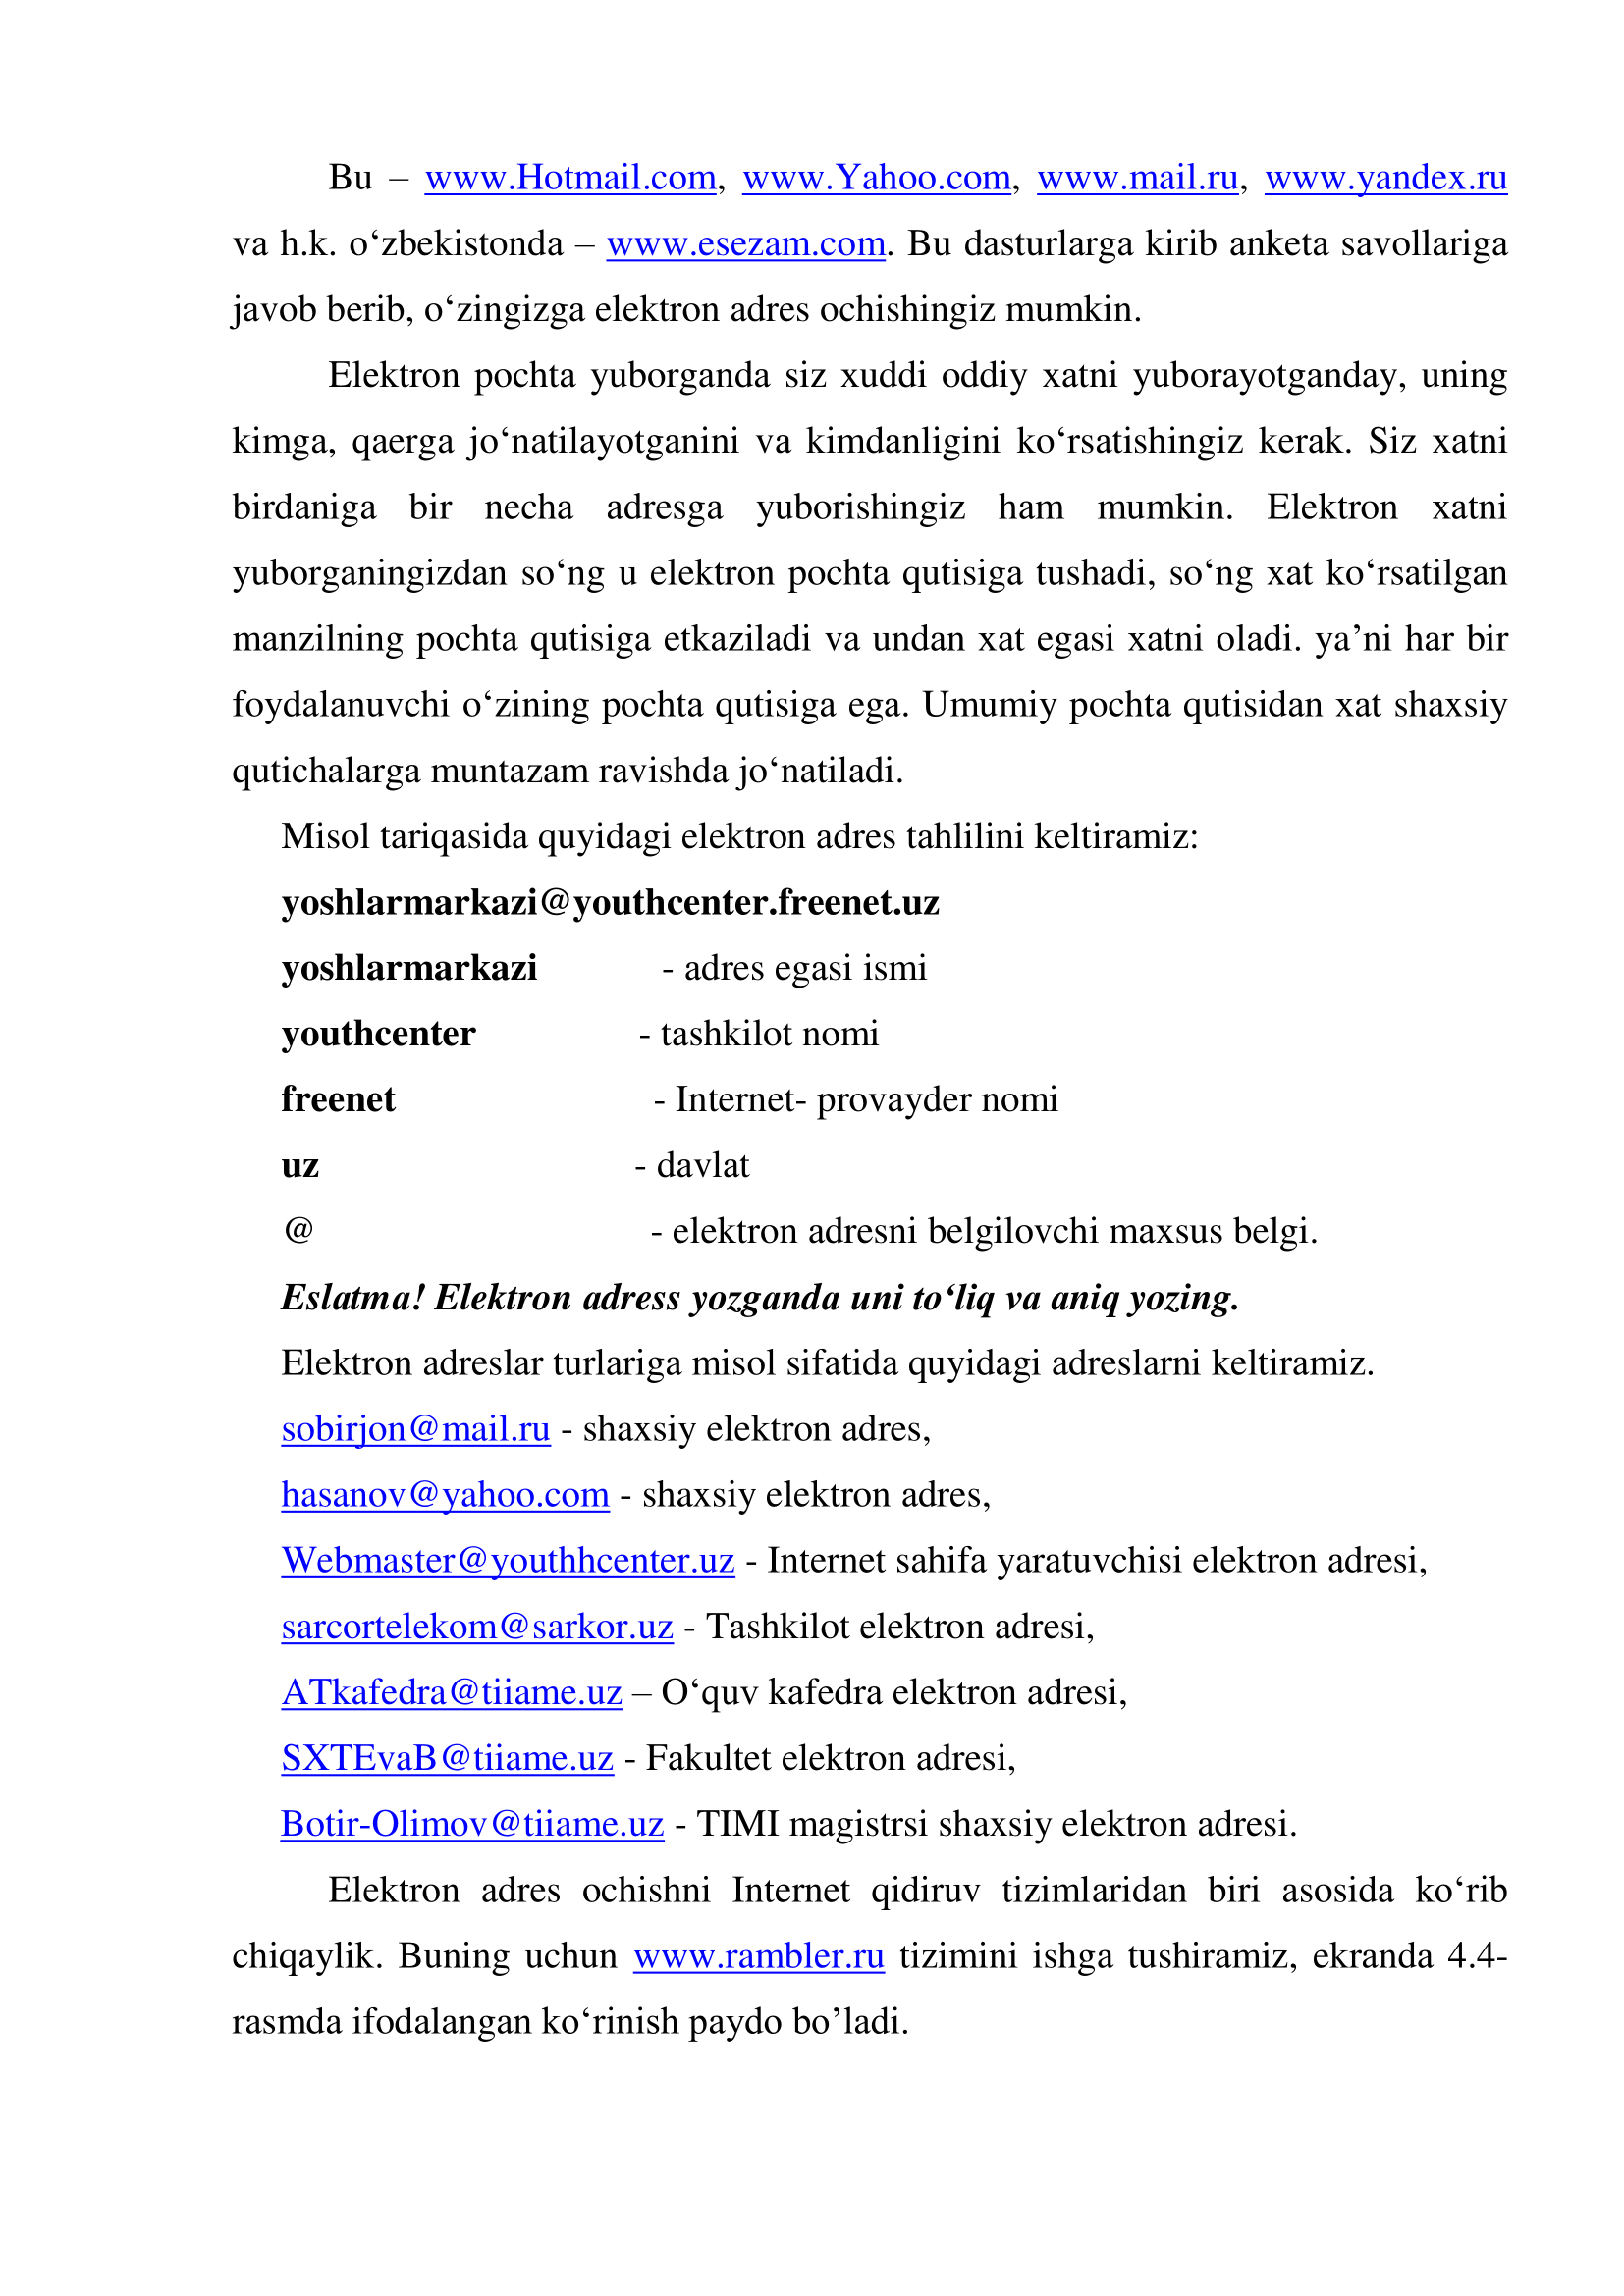 Bu – www.Hotmail.com, www.Yahoo.com, www.mail.ru, www.yandex.ru
va h.k. o‘zbekistonda – www.esezam.com. Bu dasturlarga kirib anketa savollariga
javob berib, o‘zingizga elektron adres ochishingiz mumkin.
Elektron pochta yuborganda siz xuddi oddiy xatni yuborayotganday, uning
kimga, qaerga jo‘natilayotganini va kimdanligini ko‘rsatishingiz kerak. Siz xatni
birdaniga bir necha adresga yuborishingiz ham mumkin. Elektron xatni
yuborganingizdan so‘ng u elektron pochta qutisiga tushadi, so‘ng xat ko‘rsatilgan
manzilning pochta qutisiga etkaziladi va undan xat egasi xatni oladi. ya’ni har bir
foydalanuvchi o‘zining pochta qutisiga ega. Umumiy pochta qutisidan xat shaxsiy
qutichalarga muntazam ravishda jo‘natiladi.
Misol tariqasida quyidagi elektron adres tahlilini keltiramiz:
yoshlarmarkazi@youthcenter.freenet.uz
yoshlarmarkazi - adres egasi ismi
youthcenter - tashkilot nomi
freenet - Internet- provayder nomi
uz - davlat
@ - elektron adresni belgilovchi maxsus belgi.
Eslatma! Elektron adress yozganda uni to‘liq va aniq yozing.
Elektron adreslar turlariga misol sifatida quyidagi adreslarni keltiramiz.
sobirjon@mail.ru - shaxsiy elektron adres,
hasanov@yahoo.com - shaxsiy elektron adres,
Webmaster@youthhcenter.uz - Internet sahifa yaratuvchisi elektron adresi,
sarcortelekom@sarkor.uz - Tashkilot elektron adresi,
ATkafedra@tiiame.uz – O‘quv kafedra elektron adresi,
SXTEvaB@tiiame.uz - Fakultet elektron adresi,
Botir-Olimov@tiiame.uz - TIMI magistrsi shaxsiy elektron adresi.
Elektron adres ochishni Internet qidiruv tizimlaridan biri asosida ko‘rib
chiqaylik. Buning uchun www.rambler.ru tizimini ishga tushiramiz, ekranda 4.4-
rasmda ifodalangan ko‘rinish paydo bo’ladi.